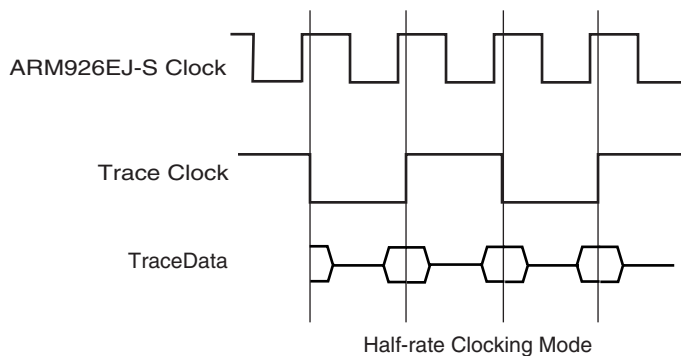 ARM926EJ-S Clock
Trace Clock
TraceData
Half-rate Clocking Mode